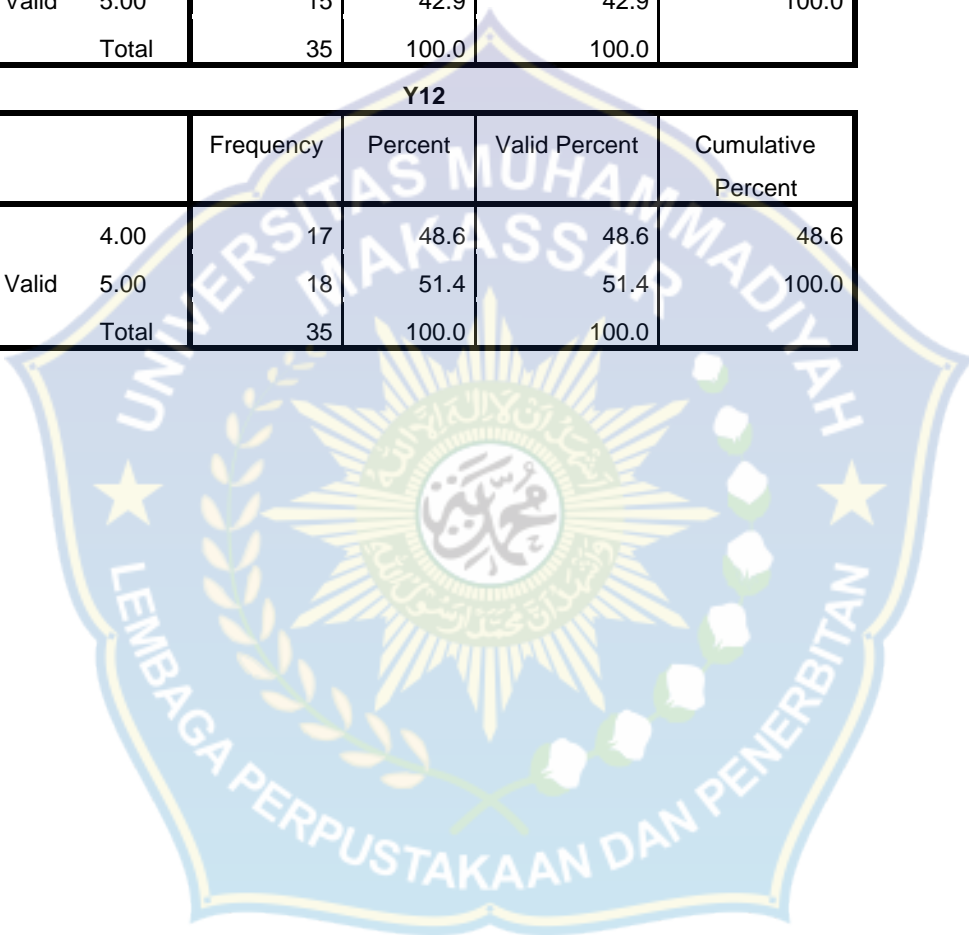 Valid 5.00 15 42.9 42.9 100.0
Total 35 100.0 100.0
Y12
Frequency Percent Valid Percent Cumulative
Percent
4.00 17 48.6 48.6 48.6
Valid 5.00 18 51.4 51.4 100.0
Total 35 100.0 100.0
UNIVERSITAS MUHAMMADIYAH
MAKASSAR
LEMBAGA PERPUSTAKAAN DAN PENERBITAN